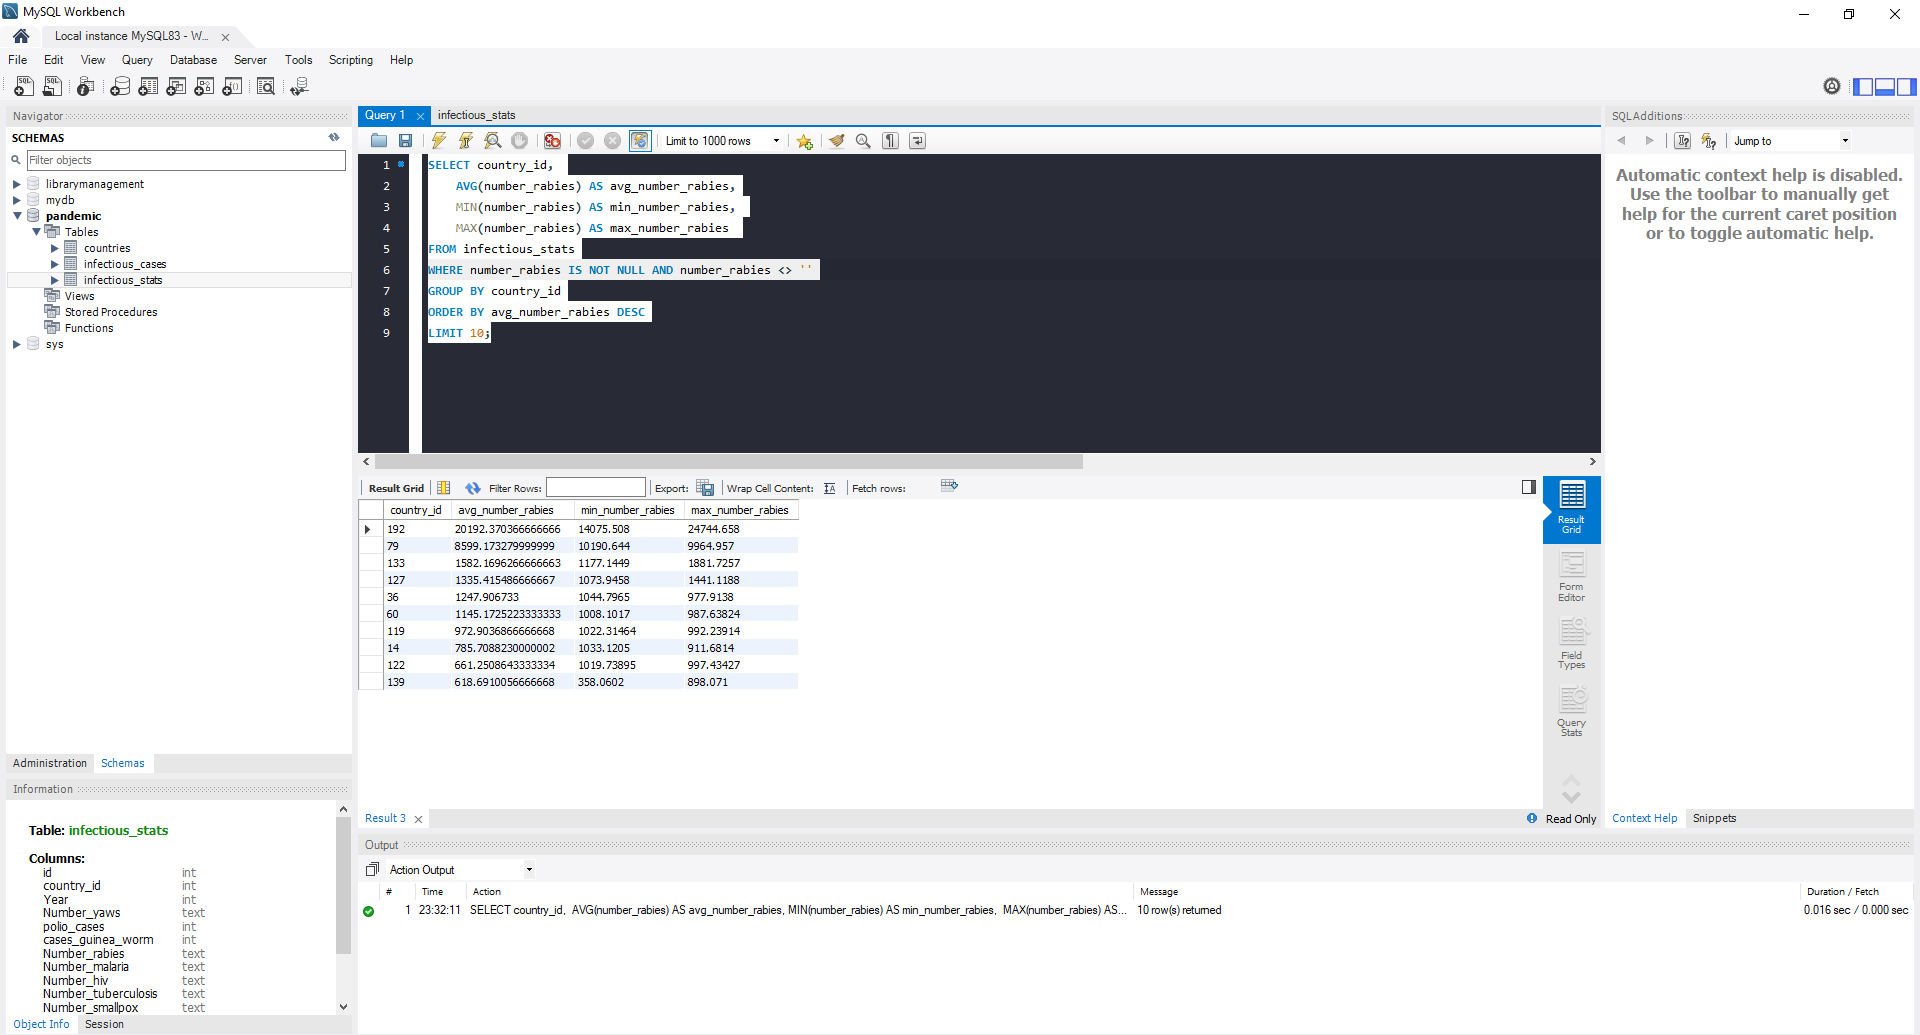 MySQL Workbench
Local instance MySQL83 - W...
File Edit View Query Database Server Tools Scripting Help
Navigator
SCHEMAS
Filter objects
librarymanagement
mydb
pandemic
Tables
countries
infectious_cases
infectious_stats
Views
Stored Procedures
Functions
sys
Administration Schemas
Information
Table: infectious_stats
Columns:
id int
country_id int
Year int
Number_yaws text
polio_cases int
cases_guinea_worm int
Number_rabies text
Number_malaria text
Number_hiv text
Number_tuberculosis text
Number_smallpox text
Object Info Session
Query 1 infectious_stats
Limit to 1000 rows
1 SELECT country_id,
2 AVG(number_rabies) AS avg_number_rabies,
3 MIN(number_rabies) AS min_number_rabies,
4 MAX(number_rabies) AS max_number_rabies
5 FROM infectious_stats
6 WHERE number_rabies IS NOT NULL AND number_rabies <> ''
7 GROUP BY country_id
8 ORDER BY avg_number_rabies DESC
9 LIMIT 10;
Result Grid Filter Rows: Export: Wrap Cell Content: Fetch rows:
country_id avg_number_rabies min_number_rabies max_number_rabies
192 20192.370366666666 14075.508 24744.658
79 8599.173279999999 10190.644 9964.957
133 1582.1696266666663 1177.1449 1881.7257
127 1335.415486666667 1073.9458 1441.1188
36 1247.906733 1044.7965 977.9138
60 1145.1725223333333 1008.1017 987.63824
119 972.9036866666668 1022.31464 992.23914
14 785.7088230000002 1033.1205 911.6814
122 661.2508643333334 1019.73895 997.43427
139 618.6910056666668 358.0602 898.071
Result
Grid
Form
Editor
Field
Types
Query
Stats
Result 3
Read Only
Output
Action Output
# Time Action Message Duration / Fetch
1 23:32:11 SELECT country_id, AVG(number_rabies) AS avg_number_rabies, MIN(number_rabies) AS min_number_rabies, MAX(number_rabies) AS... 10 row(s) returned 0.016 sec / 0.000 sec
SQLAdditions
Jump to
Automatic context help is disabled.
Use the toolbar to manually get
help for the current caret position
or to toggle automatic help.
Context Help Snippets